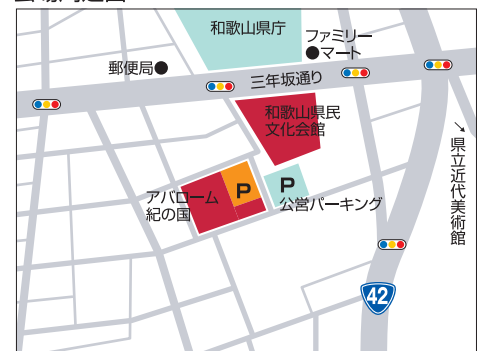 和歌山県庁
ファミリー
●マート
郵便局●
三年坂通り
和歌山県民
文化会館
→県立近代美術館
P
P
公営パーキング
アバローム
紀の国
42